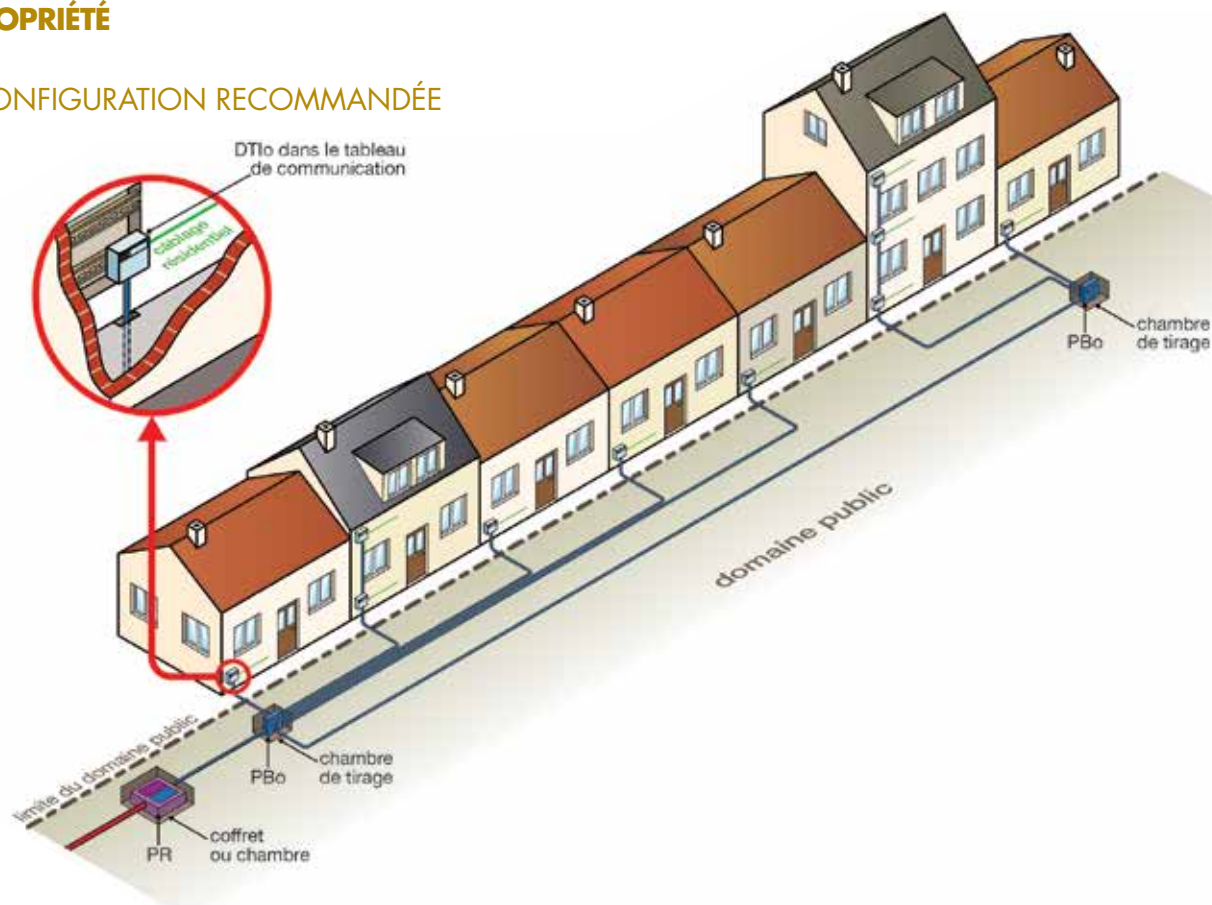 OPRIÉTÉ
ONFIGURATION RECOMMANDÉE
DTIo dans le tableau
de communication
câblage
résidentiel
PBo
chambre
de tirage
domaine public
limite du domaine public
PBo
chambre
de tirage
PR
coffret
ou chambre